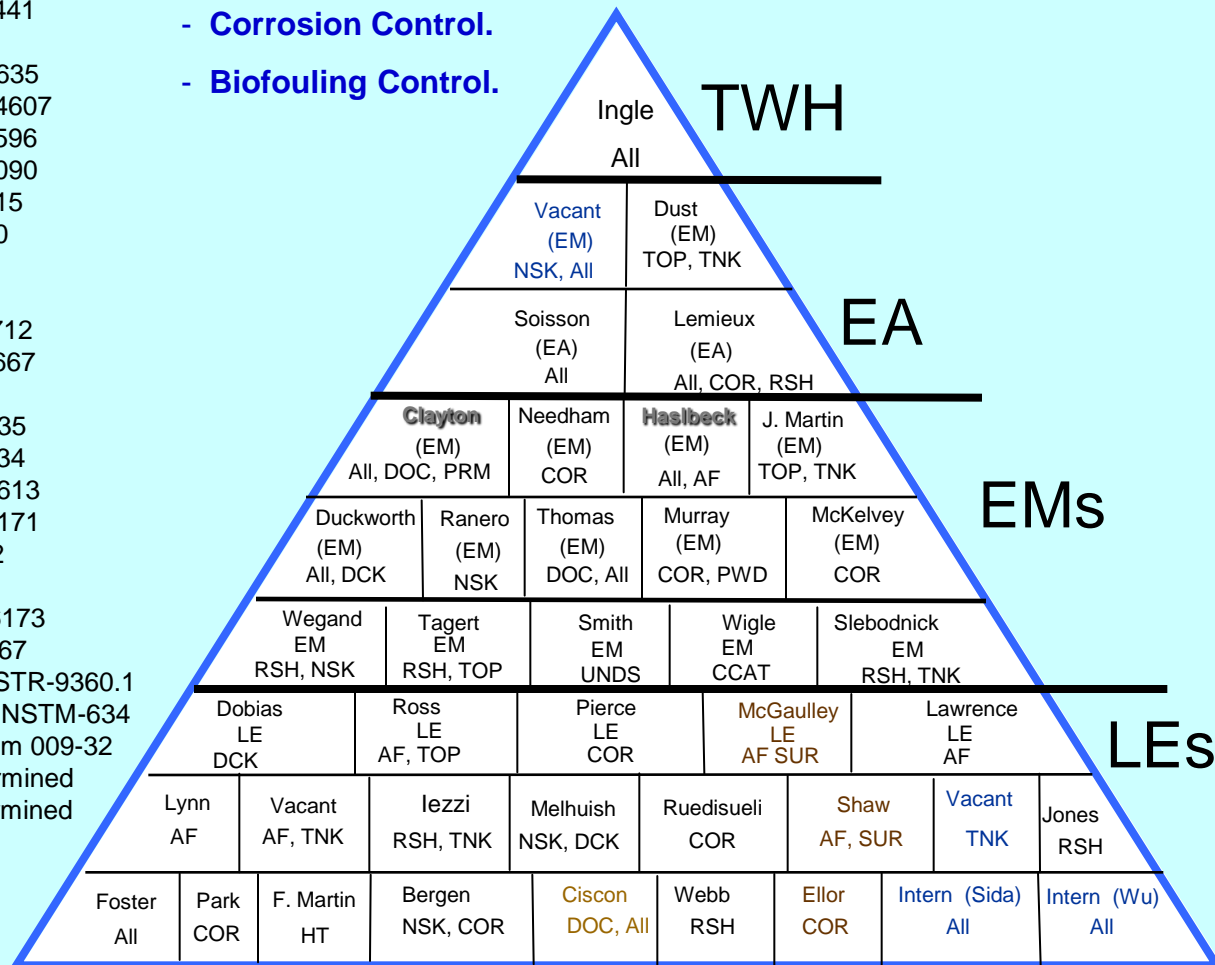 441
- Corrosion Control.
635
- Biofouling Control.
4607
596
090
15
0
712
667
35
34
613
171
2
6173
67
STR-9360.1
NSTM-634
m 009-32
rmined
rmined
TWH
Ingle
All
Vacant
(EM)
NSK, All
Dust
(EM)
TOP, TNK
EA
Soisson
(EA)
All
Lemieux
(EA)
All, COR, RSH
EMs
Clayton
(EM)
All, DOC, PRM
Needham
(EM)
COR
Haslbeck
(EM)
All, AF
J. Martin
(EM)
TOP, TNK
Duckworth
(EM)
All, DCK
Ranero
(EM)
NSK
Thomas
(EM)
DOC, All
Murray
(EM)
COR, PWD
McKelvey
(EM)
COR
Wegand
EM
RSH, NSK
Tagert
EM
RSH, TOP
Smith
EM
UNDS
Wigle
EM
CCAT
Slebodnick
EM
RSH, TNK
LEs
Dobias
LE
DCK
Ross
LE
AF, TOP
Pierce
LE
COR
McGaulley
LE
AF SUR
Lawrence
LE
AF
Lynn
AF
Vacant
AF, TNK
Iezzi
RSH, TNK
Melhuish
NSK, DCK
Ruedisueli
COR
Shaw
AF, SUR
Vacant
TNK
Jones
RSH
Foster
All
Park
COR
F. Martin
HT
Bergen
NSK, COR
Ciscon
DOC, All
Webb
RSH
Ellor
COR
Intern (Sida)
All
Intern (Wu)
All